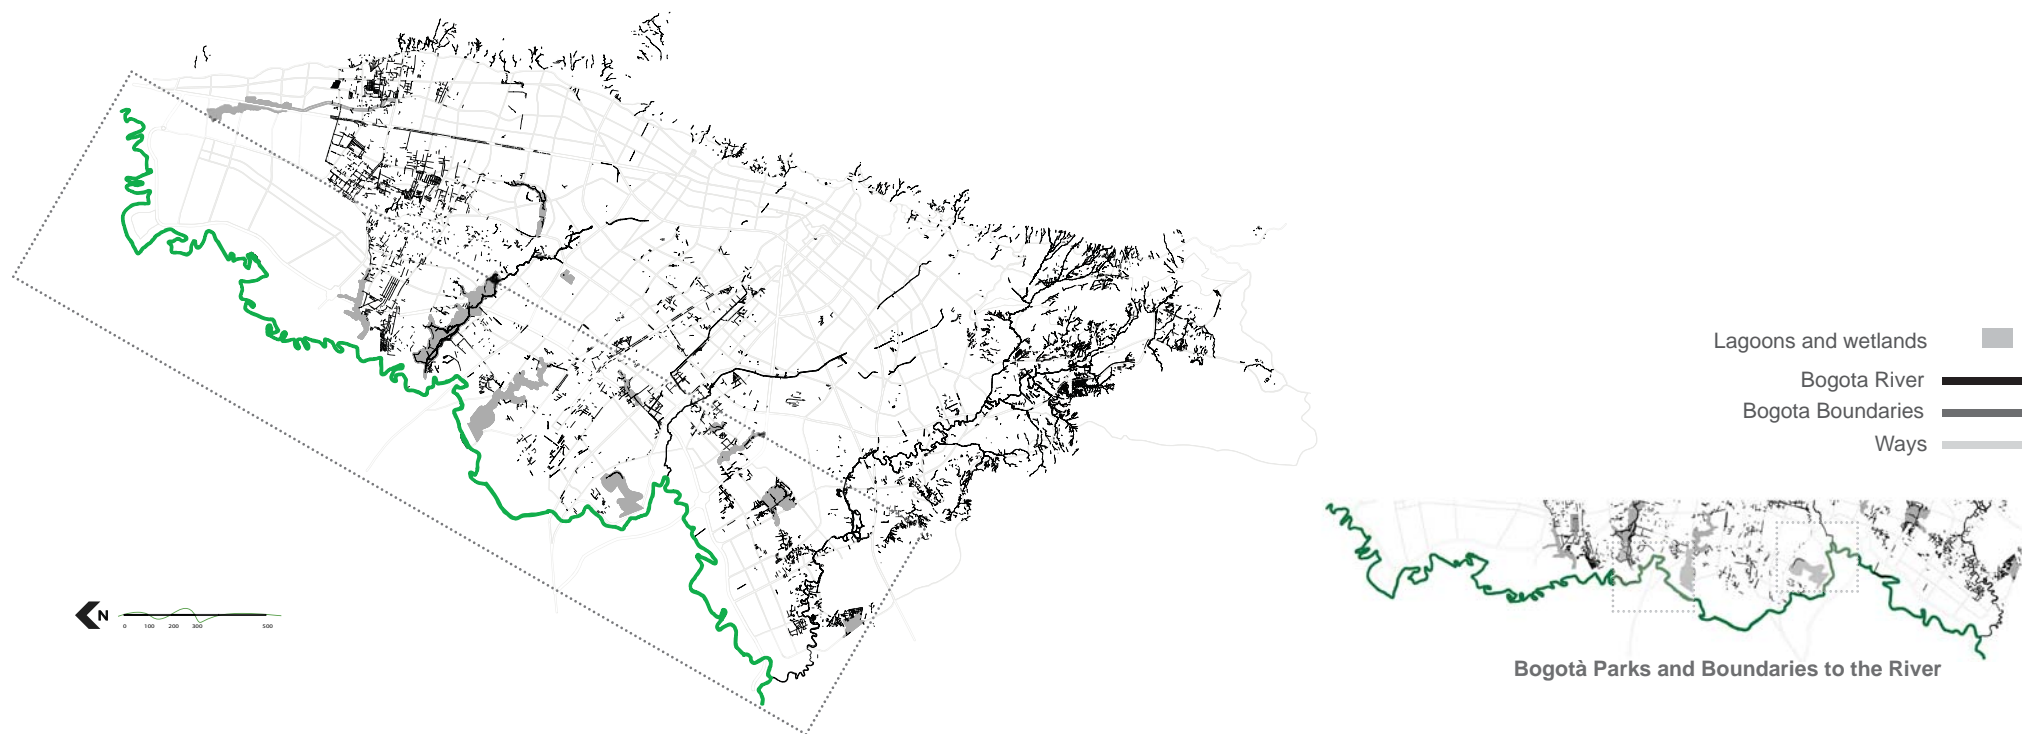 Lagoons and wetlands
Bogota River
Bogota Boundaries
Ways
N
0 100 200 300 500
Bogotà Parks and Boundaries to the River